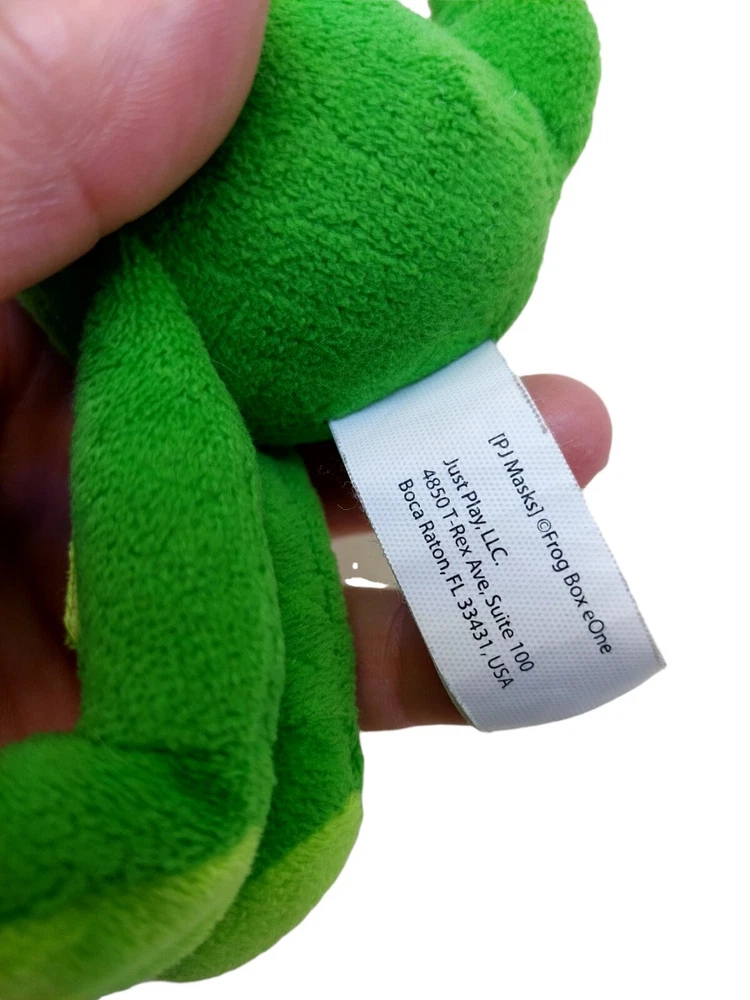 [PJ Masks] ©Frog Box eOne
Just Play, LLC.
4850 T-Rex Ave, Suite 100
Boca Raton, FL 33431, USA